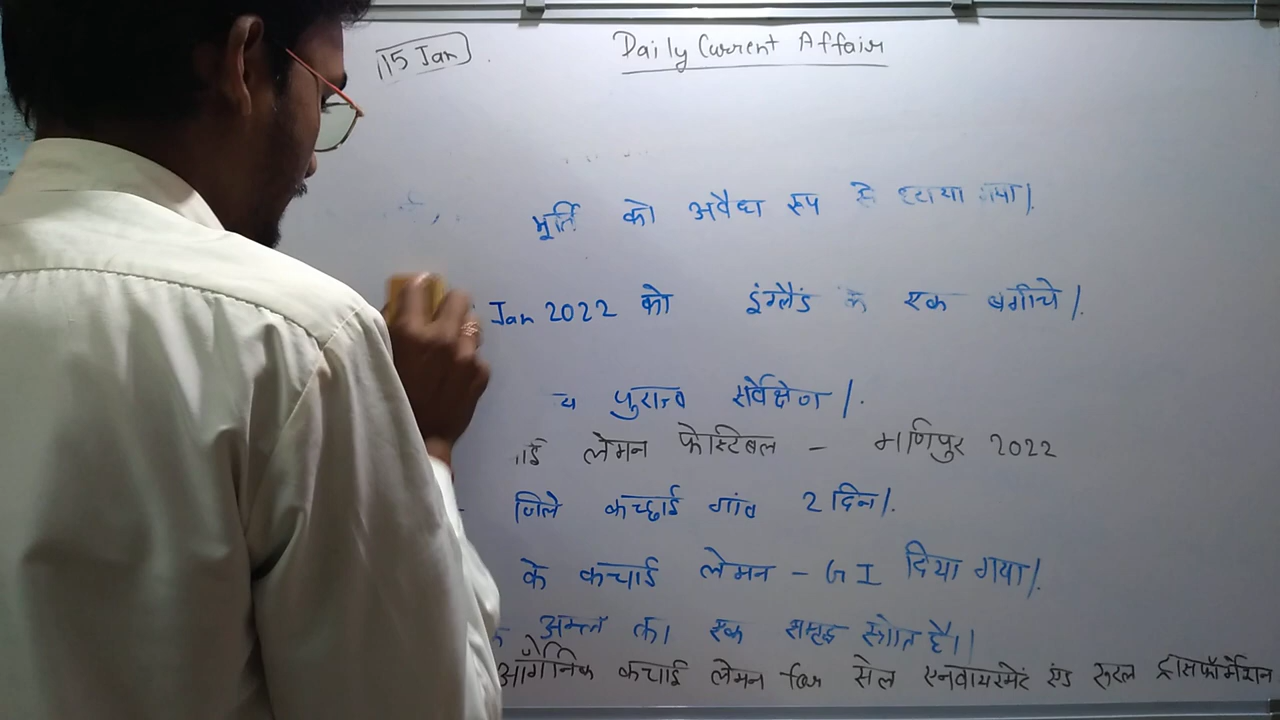 15 Jan
Daily Current Affair
मूर्ति को अवैध रूप से हटाया गया।
Jan 2022 को इंग्लैंड के एक बगीचे।
य पुरातत्व सर्वेक्षण।
ाई लेमन फेस्टिबल - मणिपुर 2022
जिले कच्छाई गांव 2 दिन।
के कचाई लेमन - GI दिया गया।
अम्ल का एक समृद्ध स्रोत है।
ऑर्गेनिक कचाई लेमन for सेल एनवायरमेंट एंड रूरल ट्रांसफॉर्मेशन